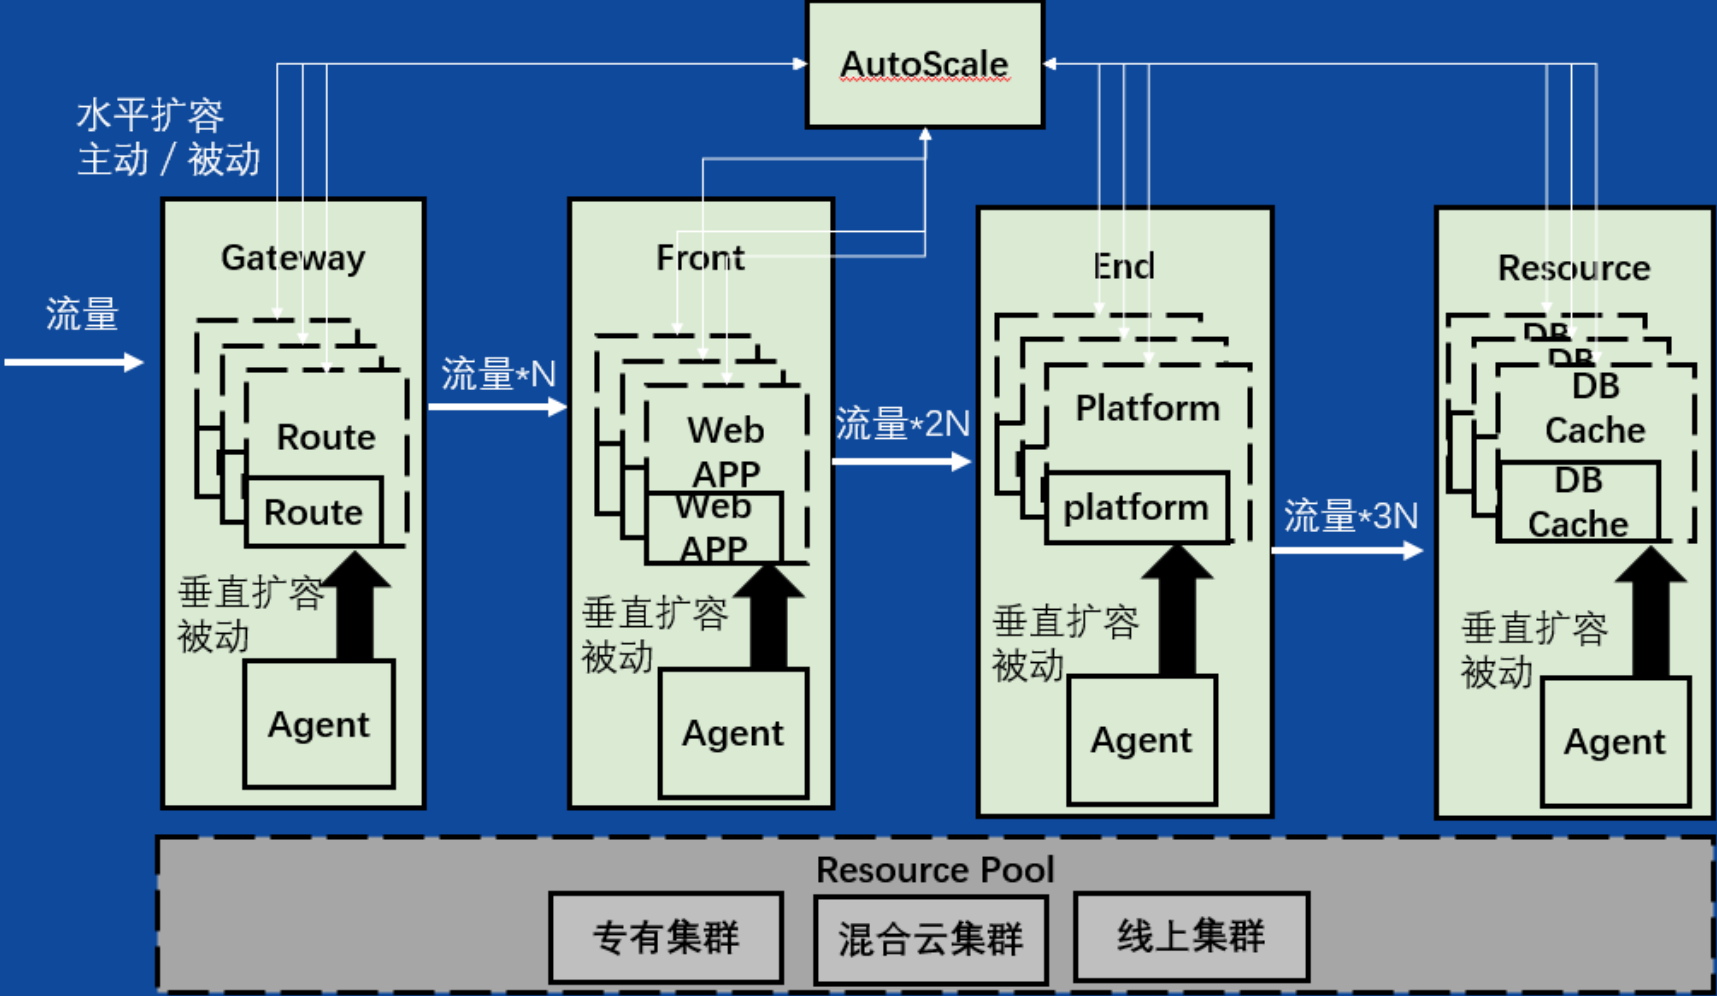 AutoScale
水平扩容
主动 / 被动
Gateway
Front
End
Resource
流量
流量*N
流量*2N
流量*3N
Route
Route
Web
APP
Web
APP
Platform
platform
DB
DB
DB
Cache
DB
Cache
垂直扩容
被动
垂直扩容
被动
垂直扩容
被动
垂直扩容
被动
Agent
Agent
Agent
Agent
Resource Pool
专有集群
混合云集群
线上集群